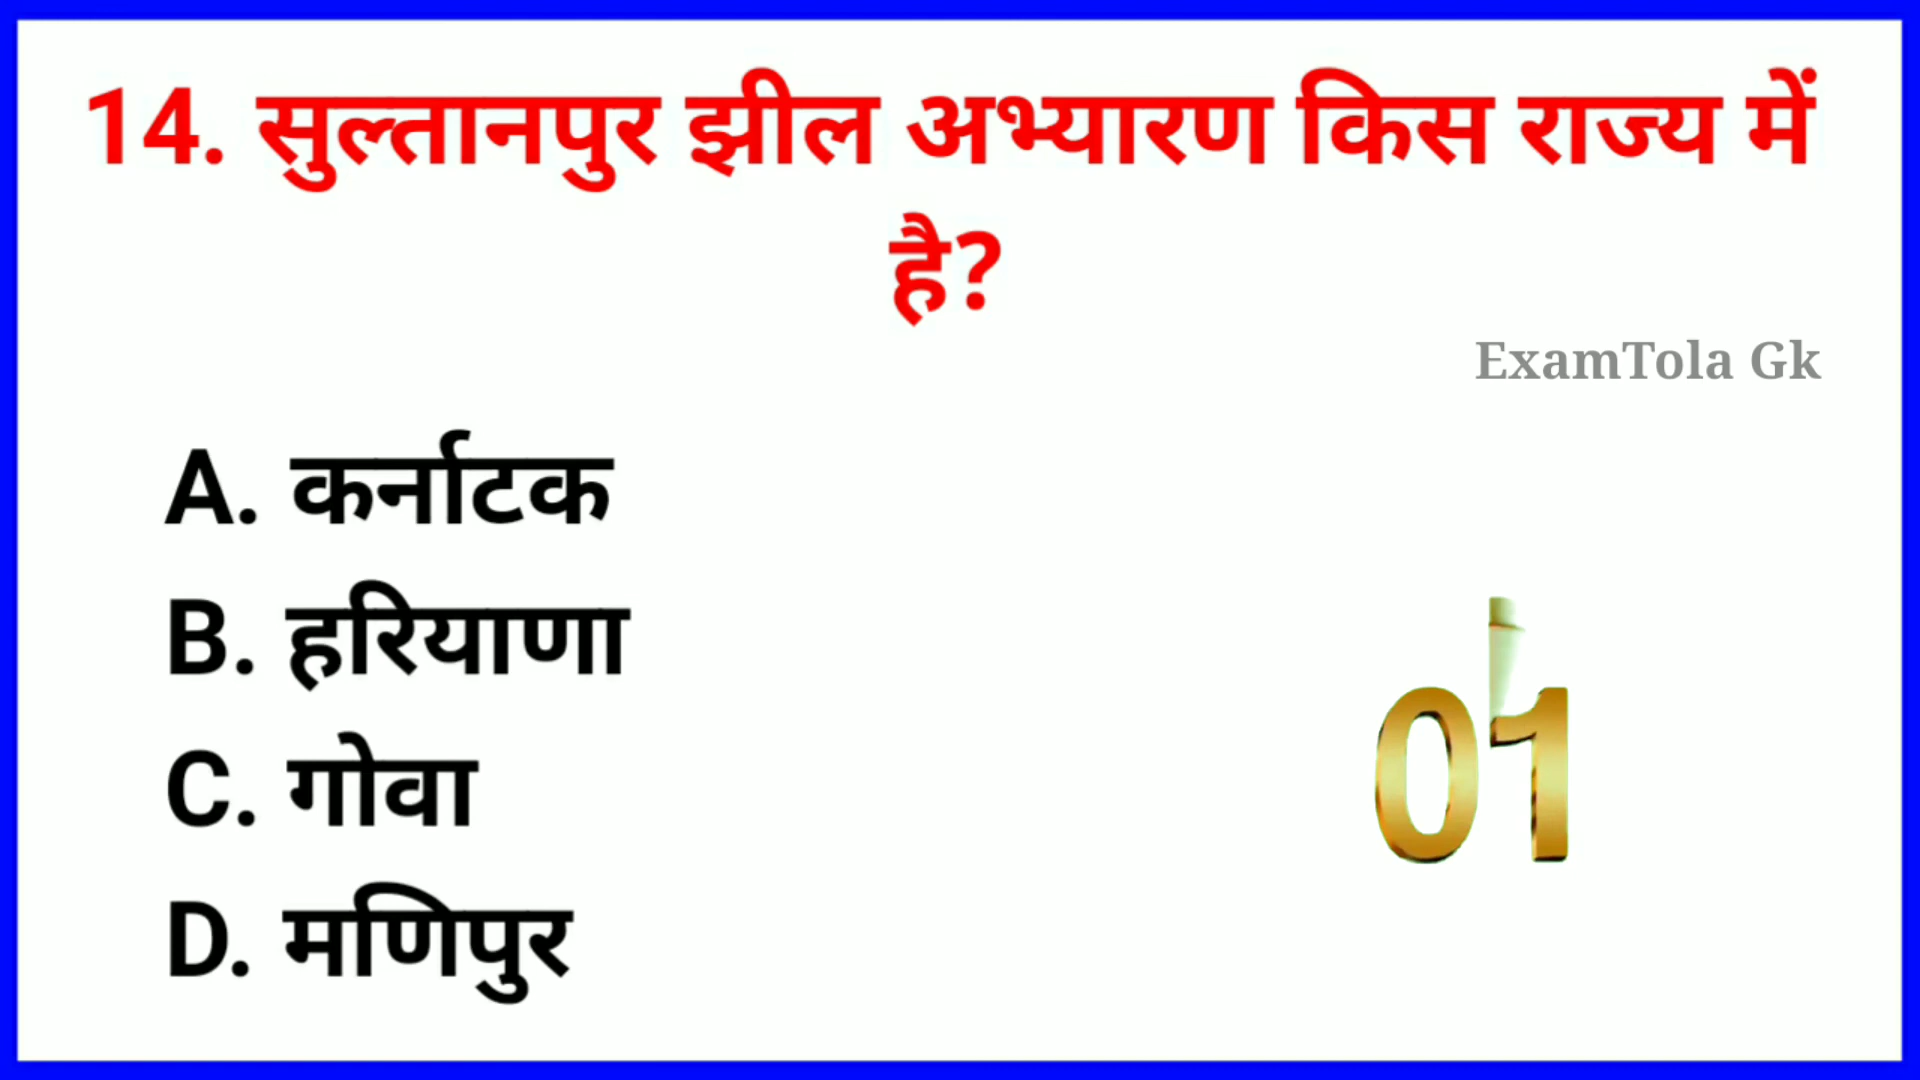 14. सुल्तानपुर झील अभ्यारण किस राज्य में
है?
ExamTola Gk
A. कर्नाटक
B. हरियाणा
C. गोवा
D. मणिपुर
01